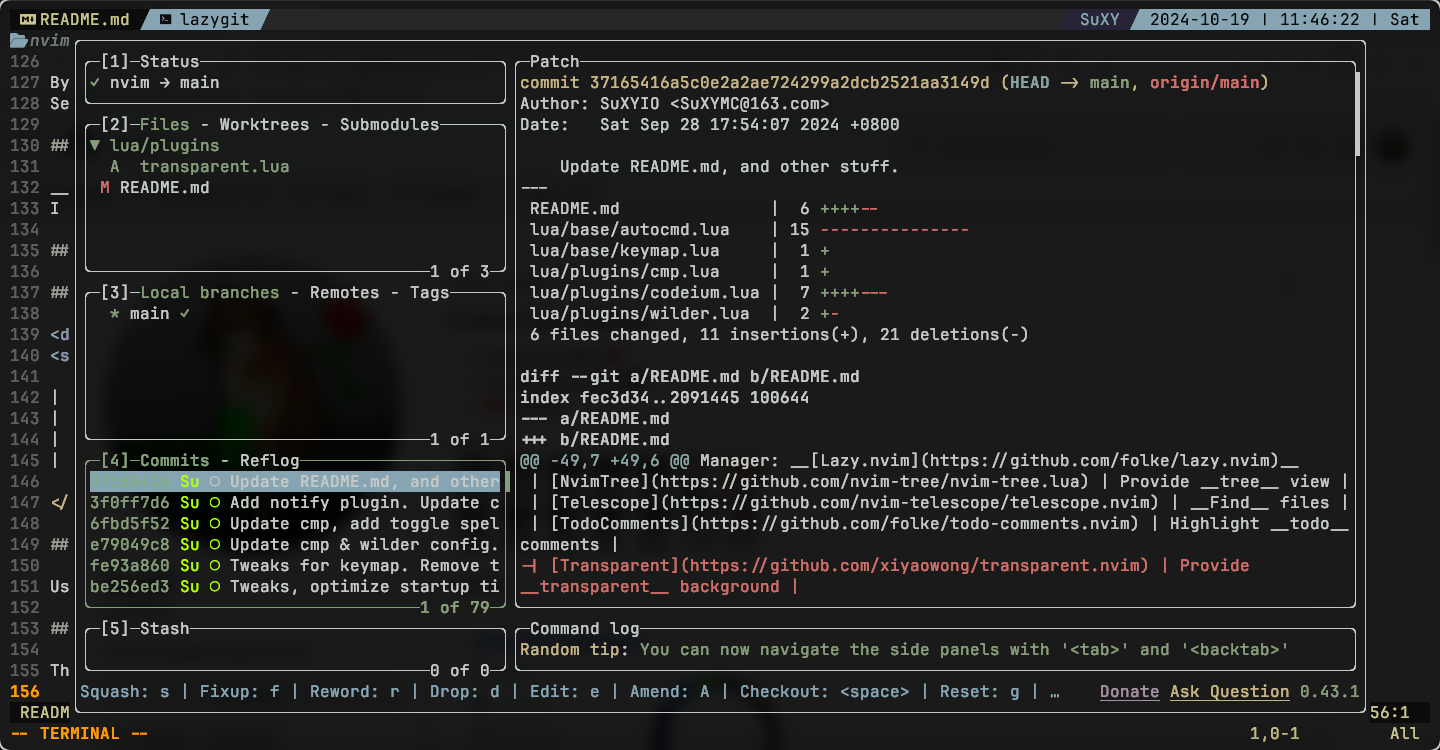 README.md lazygit SuXY 2024-10-19 | 11:46:22 | Sat
nvim
126
127 By
128 Se
129
130 ##
131
132 __
133 I
134
135 ##
136
137 ##
138
139 <d
140 <s
141
142 |
143 |
144 |
145 |
146
147 </
148
149 ##
150
151 Us
152
153 ##
154
155 Th
156
[1]-Status
✓ nvim → main
[2]-Files - Worktrees - Submodules
▼ lua/plugins
A transparent.lua
M README.md
1 of 3
[3]-Local branches - Remotes - Tags
* main ✓
1 of 1
[4]-Commits - Reflog
37165416 Su ○ Update README.md, and other
3f0ff7d6 Su ○ Add notify plugin. Update c
6fbd5f52 Su ○ Update cmp, add toggle spel
e79049c8 Su ○ Update cmp & wilder config.
fe93a860 Su ○ Tweaks for keymap. Remove t
be256ed3 Su ○ Tweaks, optimize startup ti
1 of 79
[5]-Stash
0 of 0
Patch
commit 37165416a5c0e2a2ae724299a2dcb2521aa3149d (HEAD -> main, origin/main)
Author: SuXYIO <SuXYMC@163.com>
Date:   Sat Sep 28 17:54:07 2024 +0800
Update README.md, and other stuff.
---
README.md | 6 ++++--
lua/base/autocmd.lua | 15 ---------------
lua/base/keymap.lua | 1 +
lua/plugins/cmp.lua | 1 +
lua/plugins/codeium.lua | 7 ++++---
lua/plugins/wilder.lua | 2 +-
6 files changed, 11 insertions(+), 21 deletions(-)
diff --git a/README.md b/README.md
index fec3d34..2091445 100644
--- a/README.md
+++ b/README.md
@@ -49,7 +49,6 @@ Manager: __[Lazy.nvim](https://github.com/folke/lazy.nvim)__
| [NvimTree](https://github.com/nvim-tree/nvim-tree.lua) | Provide __tree__ view |
| [Telescope](https://github.com/nvim-telescope/telescope.nvim) | __Find__ files |
| [TodoComments](https://github.com/folke/todo-comments.nvim) | Highlight __todo__
comments |
-| [Transparent](https://github.com/xiyaowong/transparent.nvim) | Provide
__transparent__ background |
Command log
Random tip: You can now navigate the side panels with '<tab>' and '<backtab>'
Squash: s | Fixup: f | Reword: r | Drop: d | Edit: e | Amend: A | Checkout: <space> | Reset: g | … Donate Ask Question 0.43.1
READM 56:1
-- TERMINAL -- 1,0-1 All